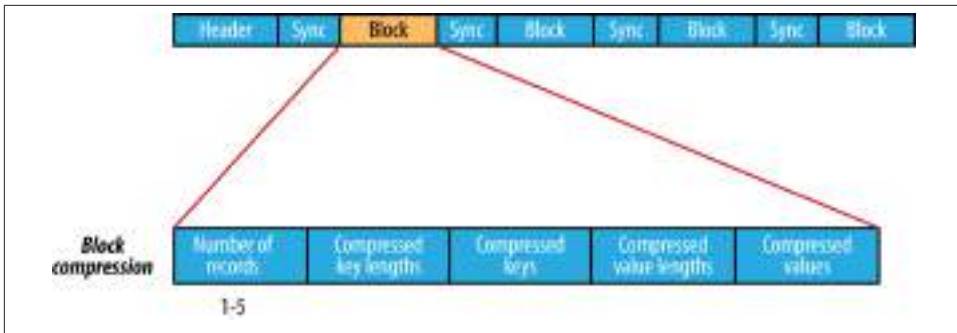 Header Sync Block Sync Block Sync Block Sync Block
Block compression
Number of records
Compressed key lengths
Compressed keys
Compressed value lengths
Compressed values
1-5